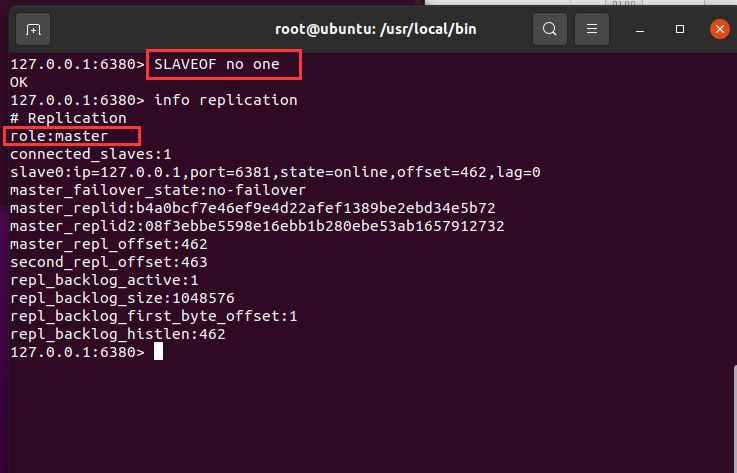 root@ubuntu: /usr/local/bin
127.0.0.1:6380> SLAVEOF no one
OK
127.0.0.1:6380> info replication
# Replication
role:master
connected_slaves:1
slave0:ip=127.0.0.1,port=6381,state=online,offset=462,lag=0
master_failover_state:no-failover
master_replid:b4a0bcf7e46ef9e4d22afef1389be2ebd34e5b72
master_replid2:08f3ebbe5598e16ebb1b280ebe53ab1657912732
master_repl_offset:462
second_repl_offset:463
repl_backlog_active:1
repl_backlog_size:1048576
repl_backlog_first_byte_offset:1
repl_backlog_histlen:462
127.0.0.1:6380>